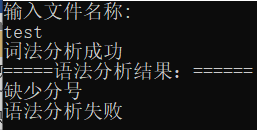 输入文件名称:
test
词法分析成功
=====语法分析结果：======
缺少分号
语法分析失败